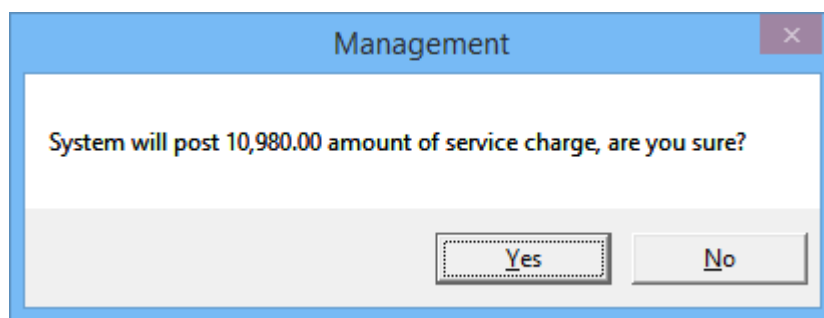 Management
System will post 10,980.00 amount of service charge, are you sure?
Yes
No